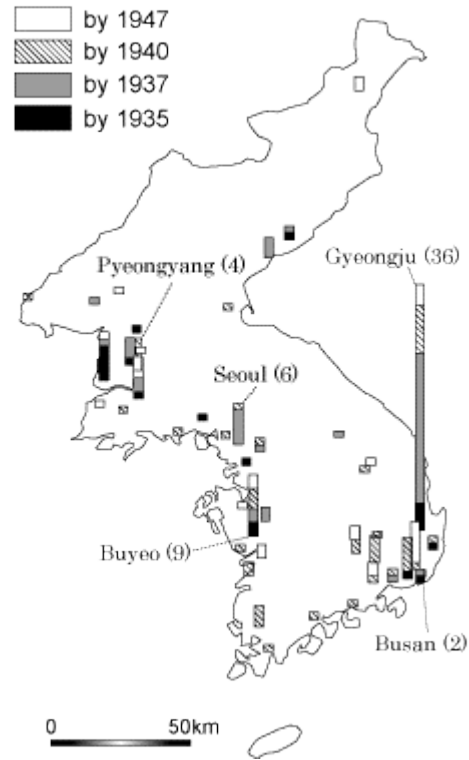 by 1947
by 1940
by 1937
by 1935
Gyeongju (36)
Pyeongyang (4)
Seoul (6)
Buyeo (9)
Busan (2)
0 50km